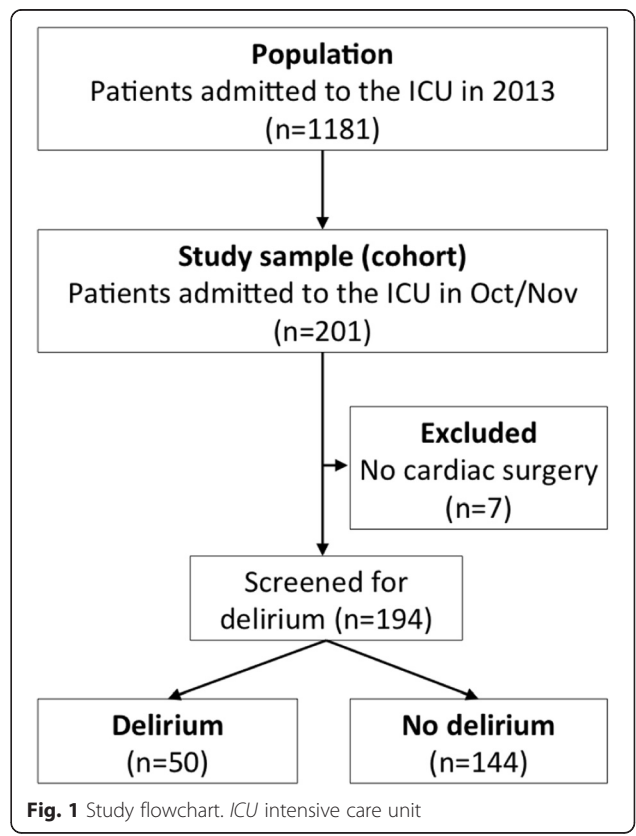 Population
Patients admitted to the ICU in 2013
(n=1181)
Study sample (cohort)
Patients admitted to the ICU in Oct/Nov
(n=201)
Excluded
No cardiac surgery
(n=7)
Screened for
delirium (n=194)
Delirium
(n=50)
No delirium
(n=144)
Fig. 1 Study flowchart. ICU intensive care unit